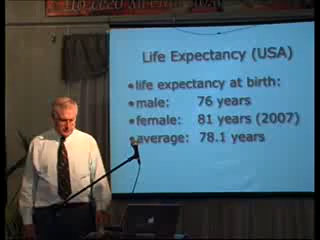 Life Expectancy (USA)
•life expectancy at birth:
•male: 76 years
•female: 81 years (2007)
•average: 78.1 years